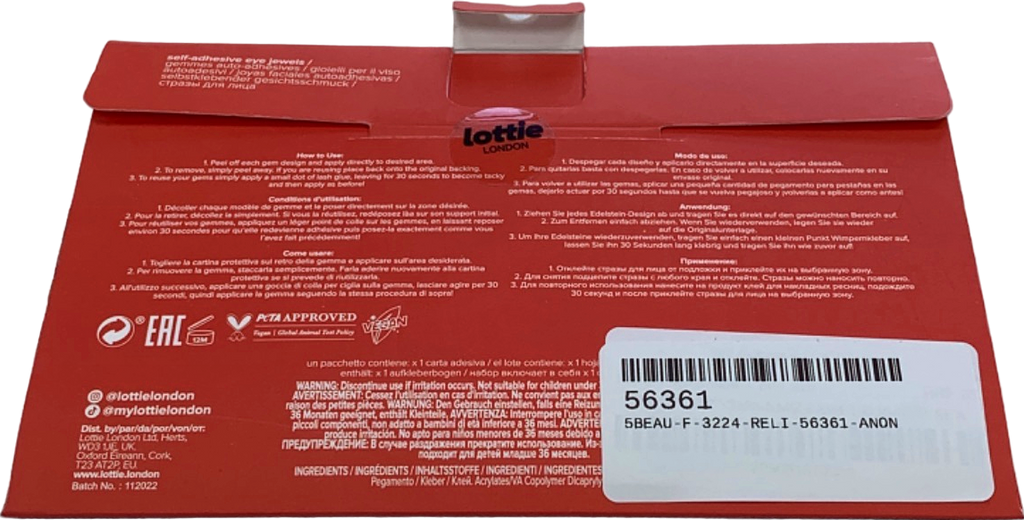 self-adhesive eye jewels /
gemmes auto-adhésives / gioielli per il viso
autoadesivi / joyas faciales autoadhesivas /
selbstklebender gesichtsschmuck /
стразы для лица
lottie
LONDON
How to Use:
1. Peel off each gem design and apply directly to desired area.
2. To remove, simply peel away. If you are reusing place back onto the original backing.
3. To reuse your gems simply apply a small dot of lash glue, leaving for 30 seconds to become tacky
and then apply as before!
Conditions d'utilisation:
1. Décoller chaque modèle de gemme et le poser directement sur la zone désirée.
2. Pour la retirer, décollez la simplement. Si vous la réutilisez, redéposez la sur son support initial.
3. Pour réutiliser vos gemmes, appliquez un léger point de colle sur les gemmes, en laissant reposer
environ 30 secondes pour qu'elle redevienne adhésive puis posez-la exactement comme vous
l'avez fait précédemment!
Come usare:
1. Togliere la cartina protettiva sul retro della gemma e applicare sull'area desiderata.
2. Per rimuovere la gemma, staccarla semplicemente. Farla aderire nuovamente alla cartina
protettiva se si prevede di riutilizzarla.
3. All'utilizzo successivo, applicare una goccia di colla per ciglia sulla gemma, lasciare agire per 30
secondi, quindi applicare la gemma seguendo la stessa procedura di sopra!
Modo de uso:
1. Despegar cada diseño y aplicarlo directamente en la superficie deseada.
2. Para quitarlas basta con despegarlas. En caso de volver a utilizar, colocarlas nuevamente en su
envase original.
3. Para volver a utilizar las gemas, aplicar una pequeña cantidad de pegamento para pestañas en las
gemas, dejarlo actuar por 30 segundos hasta que se vuelva pegajoso y ¡volverlas a aplicar como antes!
Anwendung:
1. Ziehen Sie jedes Edelstein-Design ab und tragen Sie es direkt auf den gewünschten Bereich auf.
2. Zum Entfernen einfach abziehen. Wenn Sie wiederverwenden, legen Sie sie wieder
auf die Originalunterlage.
3. Um Ihre Edelsteine wiederzuverwenden, tragen Sie einfach einen kleinen Punkt Wimpernkleber auf,
lassen Sie ihn 30 Sekunden lang klebrig und tragen Sie ihn wie zuvor auf!
Применение:
1. Отклейте стразы для лица от подложки и приклейте их на выбранную зону.
2. Для снятия подцепите стразы с любого края и отклейте. Стразы можно наносить повторно.
3. Для повторного использования нанесите на продукт клей для накладных ресниц, подождите
30 секунд и после приклейте стразы для лица на выбранную зону.
EAC 12M PETA APPROVED
Vegan | Global Animal Test Policy
VEGAN
un pacchetto contiene: x 1 carta adesiva / el lote contiene: x 1 hoja
enthält: x 1 aufkleberbogen / набор включает в себя x 1
WARNING: Discontinue use if irritation occurs. Not suitable for children under
AVERTISSEMENT: Cessez l'utilisation en cas d'irritation. Ne convient pas aux en
raison des petites pièces. WARNUNG: Den Gebrauch einstellen, falls eine Reizun
36 Monaten geeignet, enthält Kleinteile. AVVERTENZA: Interrompere l'uso in c
piccoli componenti, non adatto a bambini di età inferiore a 36 mesi. ADVERTE
irritación. No apto para niños menores de 36 meses debido a
ПРЕДУПРЕЖДЕНИЕ: В случае раздражения прекратите использование. Из-
подходит для детей младше 36 месяцев.
INGREDIENTS / INGRÉDIENTS / INHALTSSTOFFE / INGREDIENTI / INGREDIENTES
Pegamento / Kleber / Клей. Acrylates/VA Copolymer Dicapryly
@lottielondon
@mylottielondon
Dist. by/par/da/por/von/от:
Lottie London Ltd, Herts,
WD3 1JE, UK.
Oxford Eireann, Cork,
T23 AT2P, EU.
www.lottie.london
Batch No. : 112022
56361
5BEAU-F-3224-RELI-56361-ANON